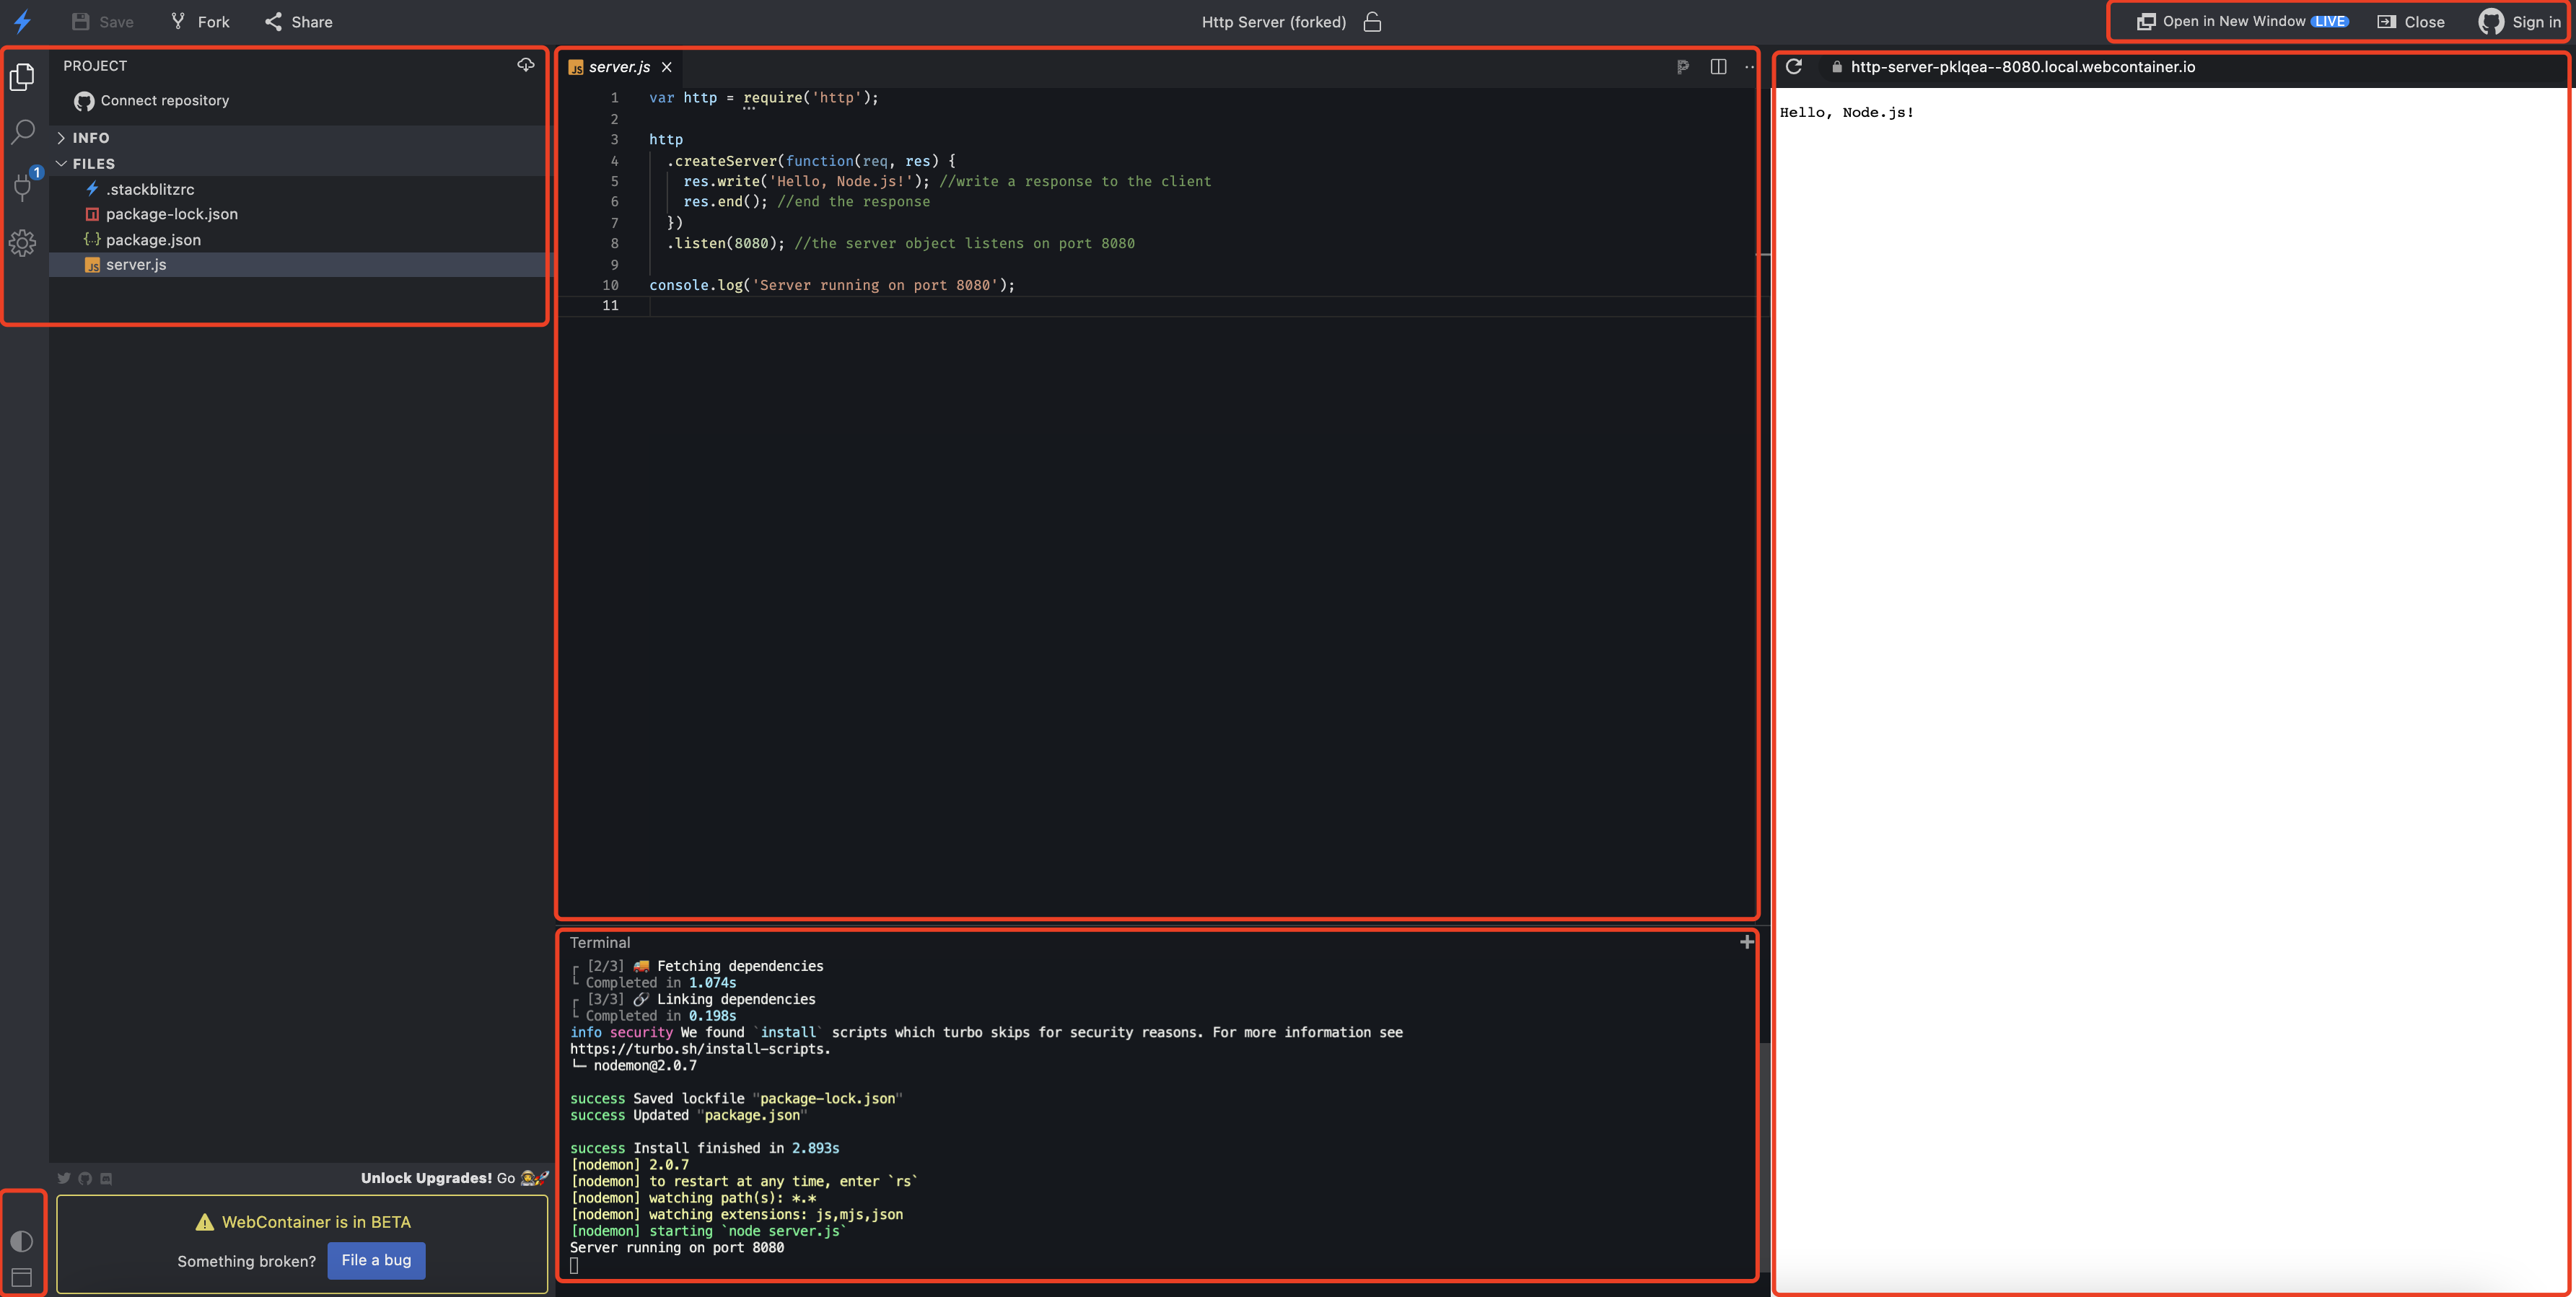 Save Fork Share
Http Server (forked)
Open in New Window LIVE Close Sign in
PROJECT
Connect repository
INFO
FILES
.stackblitzrc
package-lock.json
package.json
server.js
1
server.js
1 var http = require('http');
2
3 http
4 .createServer(function(req, res) {
5 res.write('Hello, Node.js!'); //write a response to the client
6 res.end(); //end the response
7 })
8 .listen(8080); //the server object listens on port 8080
9
10 console.log('Server running on port 8080');
11
http-server-pklqea--8080.local.webcontainer.io
Hello, Node.js!
Terminal
[2/3] 🚚 Fetching dependencies
└ Completed in 1.074s
[3/3] 🔗 Linking dependencies
└ Completed in 0.198s
info security We found `install` scripts which turbo skips for security reasons. For more information see
https://turbo.sh/install-scripts.
└─ nodemon@2.0.7
success Saved lockfile "package-lock.json"
success Updated "package.json"
success Install finished in 2.893s
[nodemon] 2.0.7
[nodemon] to restart at any time, enter `rs`
[nodemon] watching path(s): *.*
[nodemon] watching extensions: js,mjs,json
[nodemon] starting `node server.js`
Server running on port 8080
Unlock Upgrades! Go 👩‍🚀🚀
WebContainer is in BETA
Something broken? File a bug